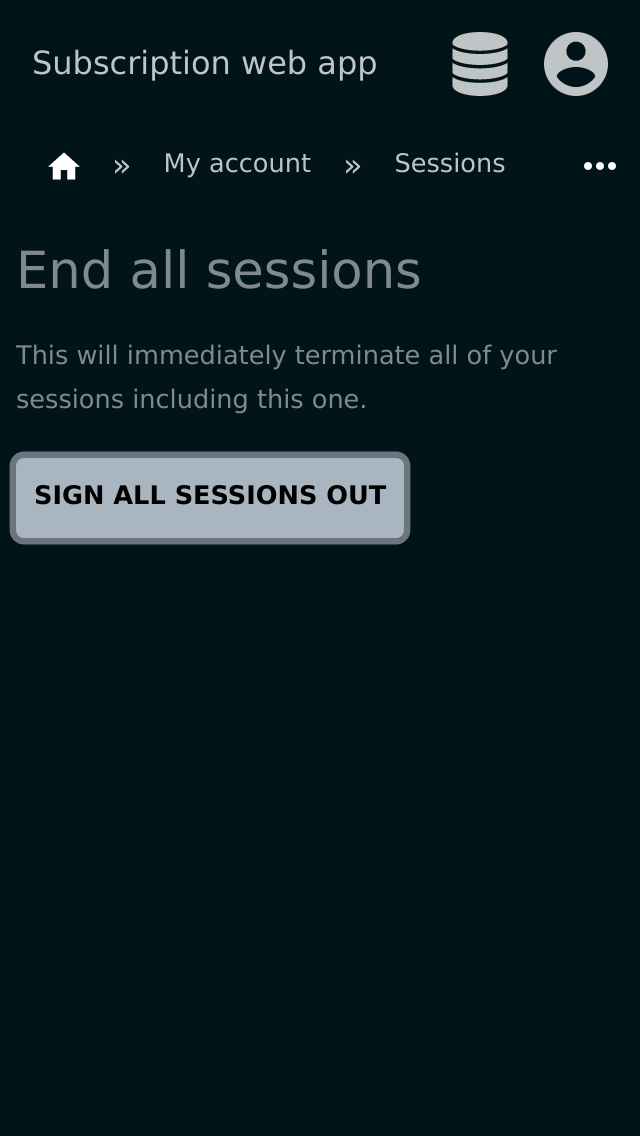 Subscription web app
» My account » Sessions
End all sessions
This will immediately terminate all of your
sessions including this one.
SIGN ALL SESSIONS OUT